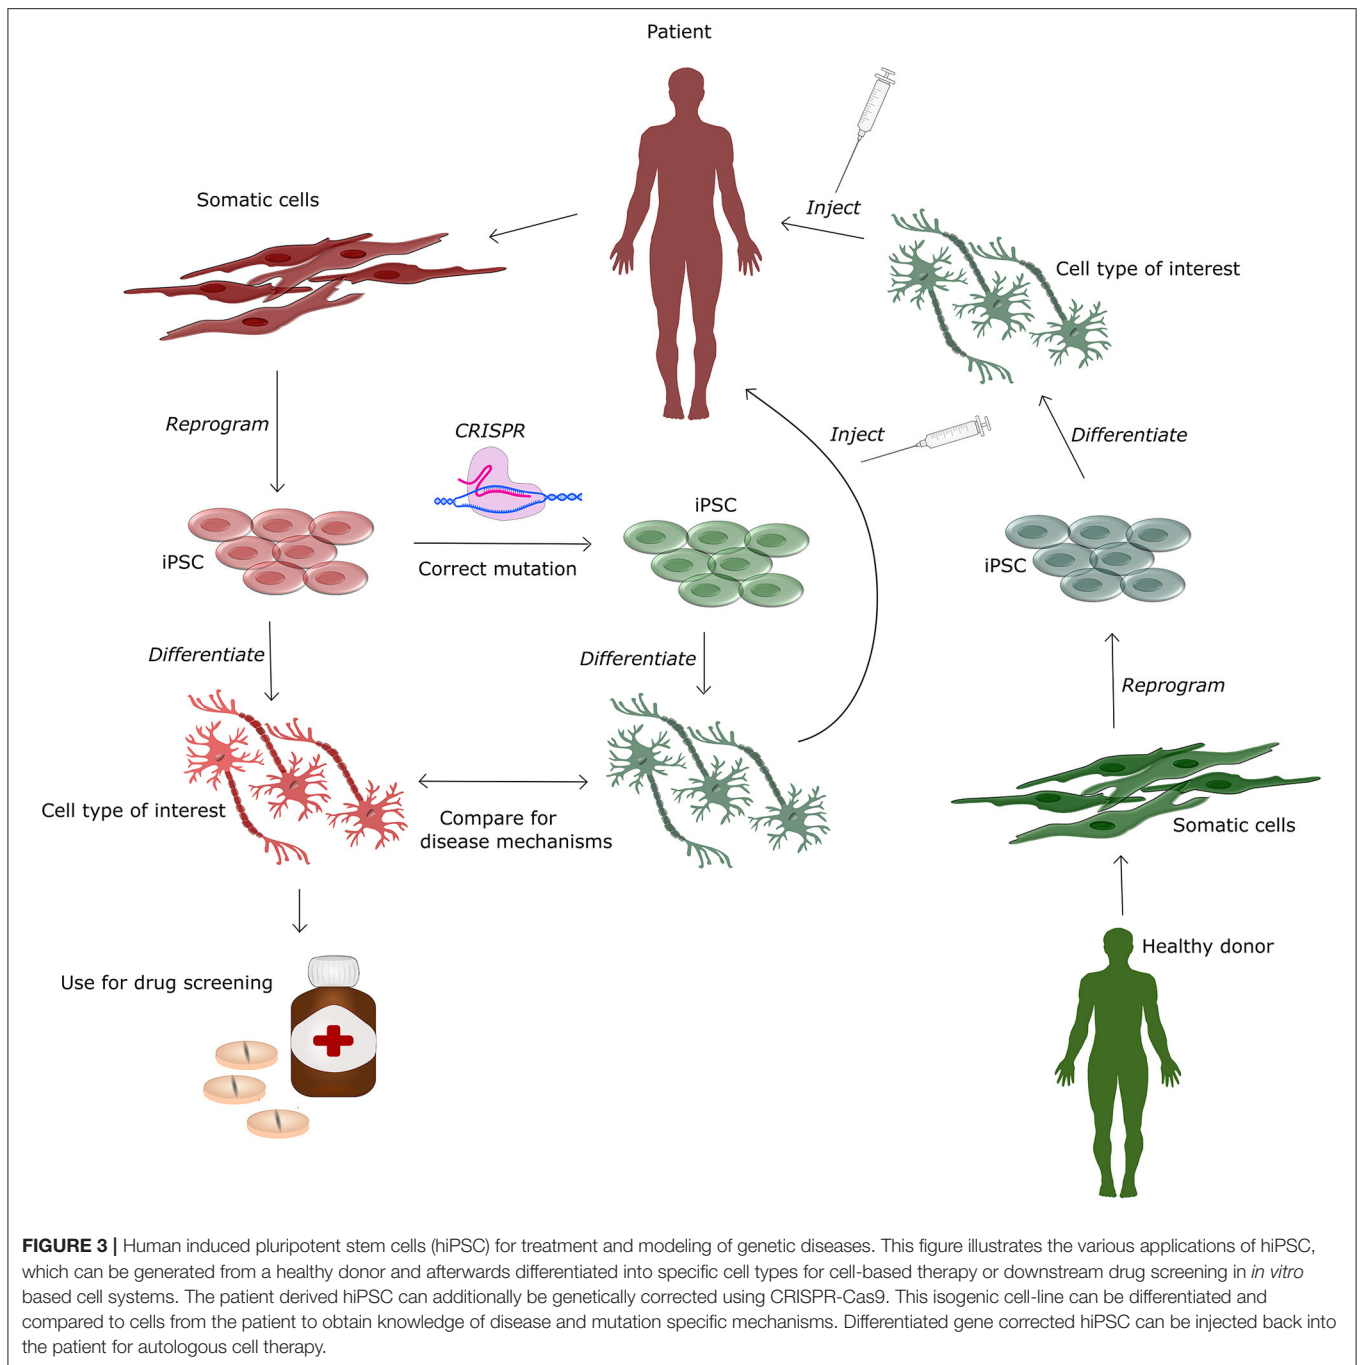 Patient
Inject
Somatic cells
Cell type of interest
Reprogram
CRISPR
Inject
Differentiate
iPSC
iPSC
iPSC
Correct mutation
Differentiate
Differentiate
Reprogram
Cell type of interest
Compare for
disease mechanisms
Somatic cells
Healthy donor
Use for drug screening
FIGURE 3 | Human induced pluripotent stem cells (hiPSC) for treatment and modeling of genetic diseases. This figure illustrates the various applications of hiPSC,
which can be generated from a healthy donor and afterwards differentiated into specific cell types for cell-based therapy or downstream drug screening in in vitro
based cell systems. The patient derived hiPSC can additionally be genetically corrected using CRISPR-Cas9. This isogenic cell-line can be differentiated and
compared to cells from the patient to obtain knowledge of disease and mutation specific mechanisms. Differentiated gene corrected hiPSC can be injected back into
the patient for autologous cell therapy.